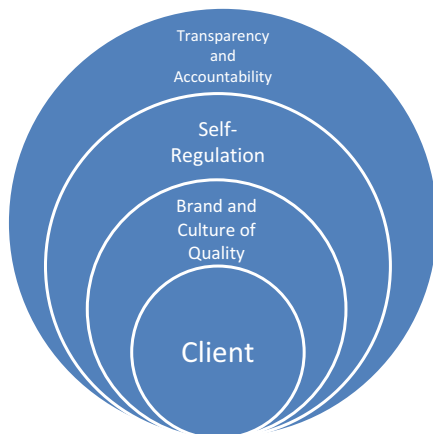 Transparency
and
Accountability
Self-
Regulation
Brand and
Culture of
Quality
Client